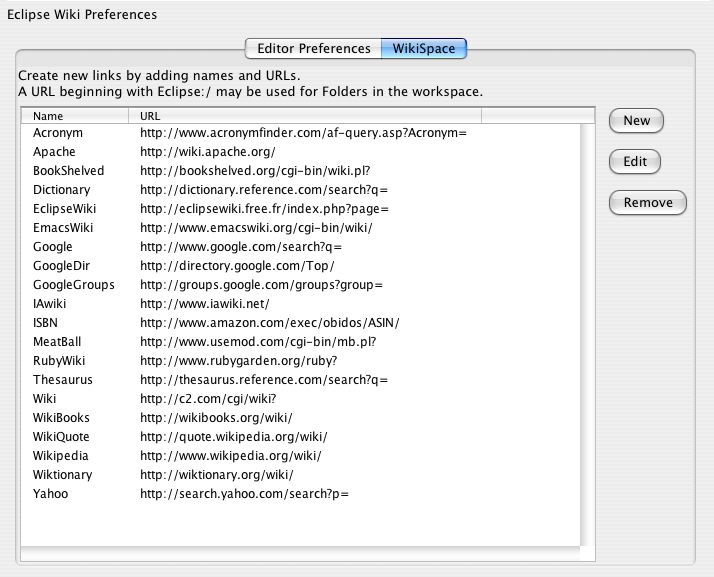 Eclipse Wiki Preferences
Editor Preferences WikiSpace
Create new links by adding names and URLs.
A URL beginning with Eclipse:/ may be used for Folders in the workspace.
Name URL
Acronym http://www.acronymfinder.com/af-query.asp?Acronym=
Apache http://wiki.apache.org/
BookShelved http://bookshelved.org/cgi-bin/wiki.pl?
Dictionary http://dictionary.reference.com/search?q=
EclipseWiki http://eclipsewiki.free.fr/index.php?page=
EmacsWiki http://www.emacswiki.org/cgi-bin/wiki/
Google http://www.google.com/search?q=
GoogleDir http://directory.google.com/Top/
GoogleGroups http://groups.google.com/groups?group=
IAwiki http://www.iawiki.net/
ISBN http://www.amazon.com/exec/obidos/ASIN/
MeatBall http://www.usemod.com/cgi-bin/mb.pl?
RubyWiki http://www.rubygarden.org/ruby?
Thesaurus http://thesaurus.reference.com/search?q=
Wiki http://c2.com/cgi/wiki?
WikiBooks http://wikibooks.org/wiki/
WikiQuote http://quote.wikipedia.org/wiki/
Wikipedia http://www.wikipedia.org/wiki/
Wiktionary http://wiktionary.org/wiki/
Yahoo http://search.yahoo.com/search?p=
New
Edit
Remove